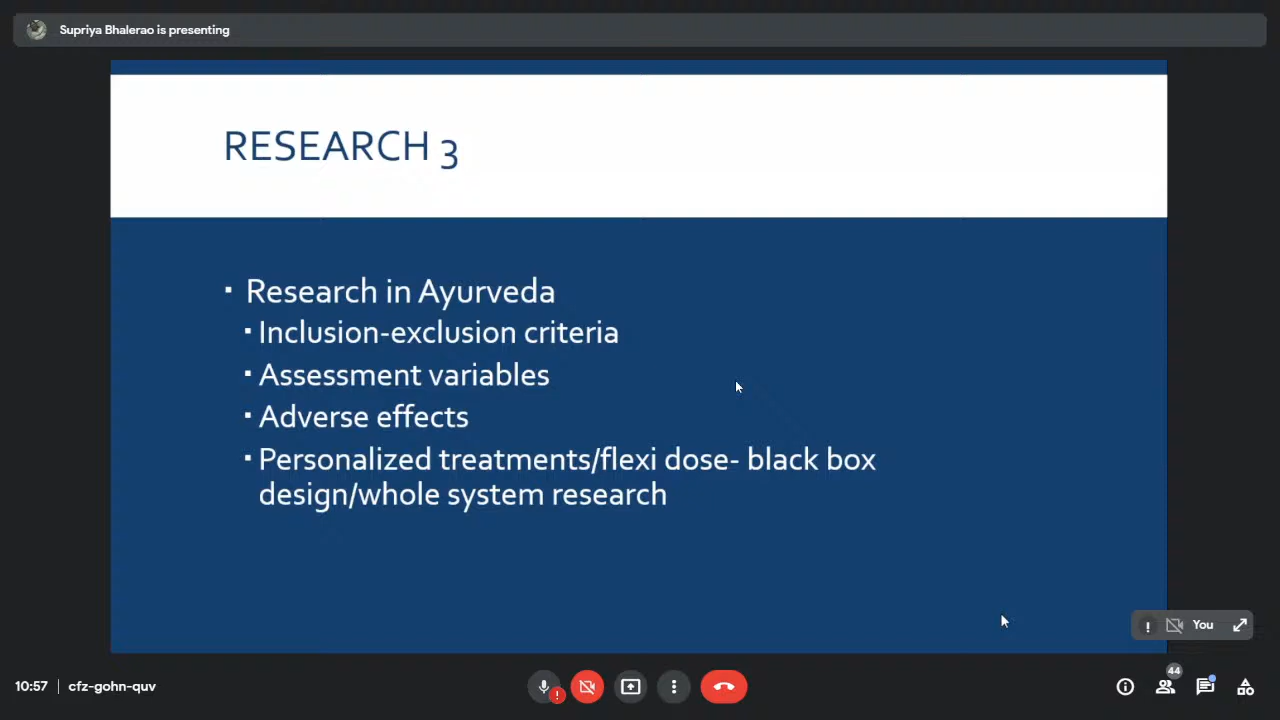 Supriya Bhalerao is presenting
RESEARCH 3
▪ Research in Ayurveda
▪ Inclusion-exclusion criteria
▪ Assessment variables
▪ Adverse effects
▪ Personalized treatments/flexi dose- black box
design/whole system research
! You
10:57 | cfz-gohn-quv
!
44